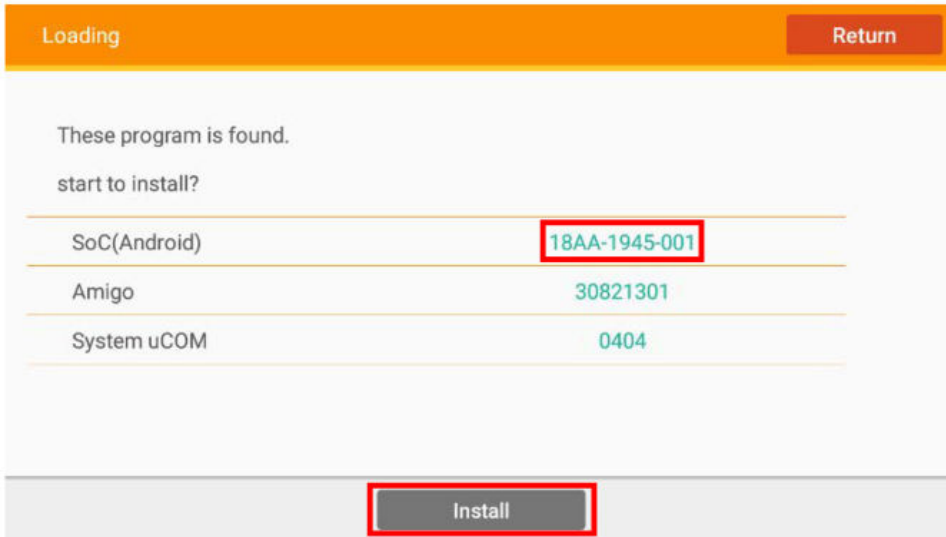 Loading Return
These program is found.
start to install?
SoC(Android) 18AA-1945-001
Amigo 30821301
System uCOM 0404
Install